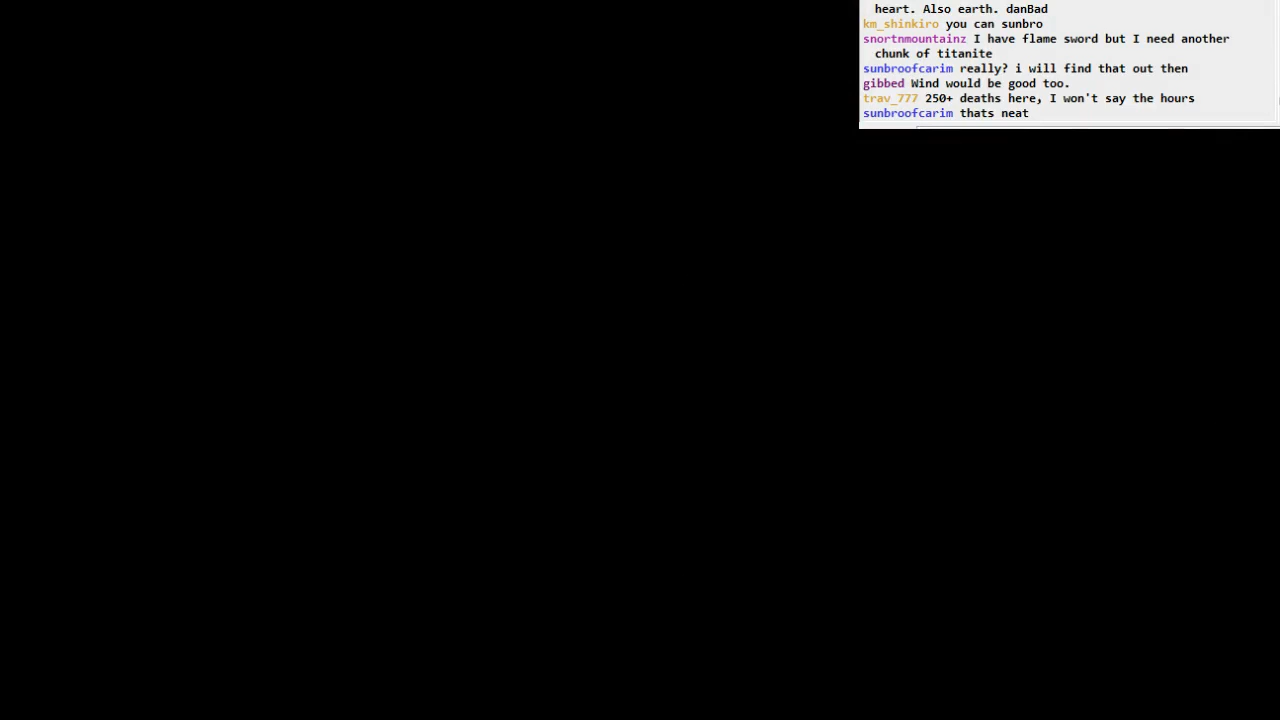 heart. Also earth. danBad
km_shinkiro you can sunbro
snortnmountainz I have flame sword but I need another
chunk of titanite
sunbroofcarim really? i will find that out then
gibbed Wind would be good too.
trav_777 250+ deaths here, I won't say the hours
sunbroofcarim thats neat